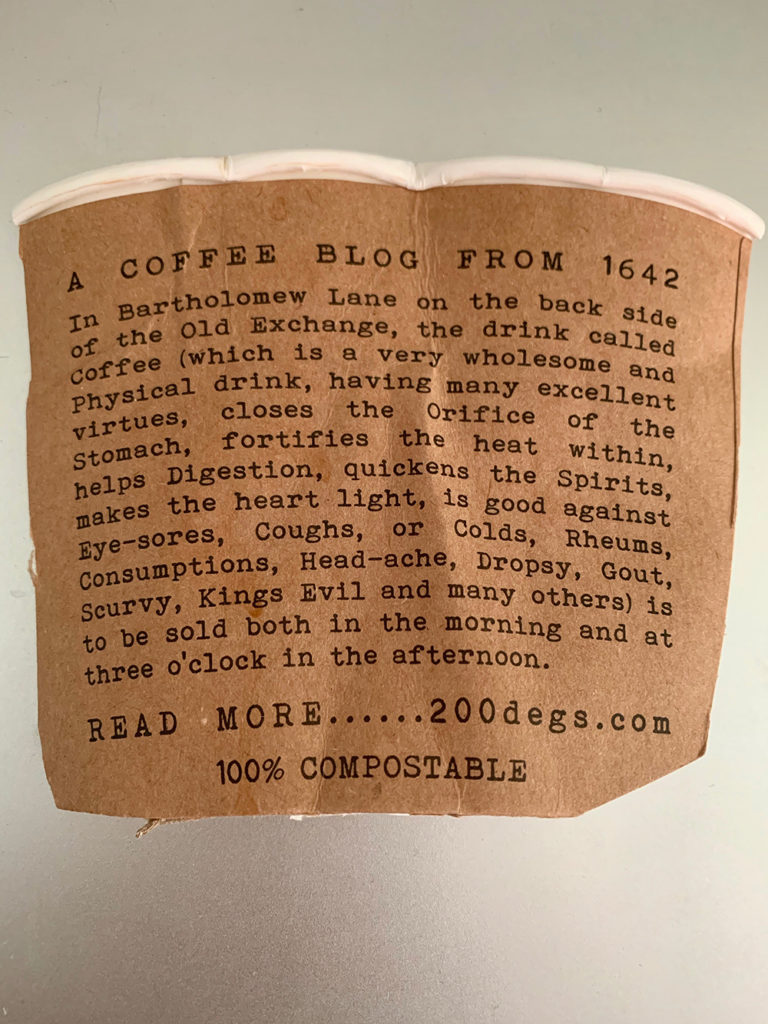 A COFFEE BLOG FROM 1642
In Bartholomew Lane on the back side
of the Old Exchange, the drink called
Coffee (which is a very wholesome and
Physical drink, having many excellent
virtues, closes the Orifice of the
Stomach, fortifies the heat within,
helps Digestion, quickens the Spirits,
makes the heart light, is good against
Eye-sores, Coughs, or Colds, Rheums,
Consumptions, Head-ache, Dropsy, Gout,
Scurvy, Kings Evil and many others) is
to be sold both in the morning and at
three o'clock in the afternoon.
READ MORE......200degs.com
100% COMPOSTABLE